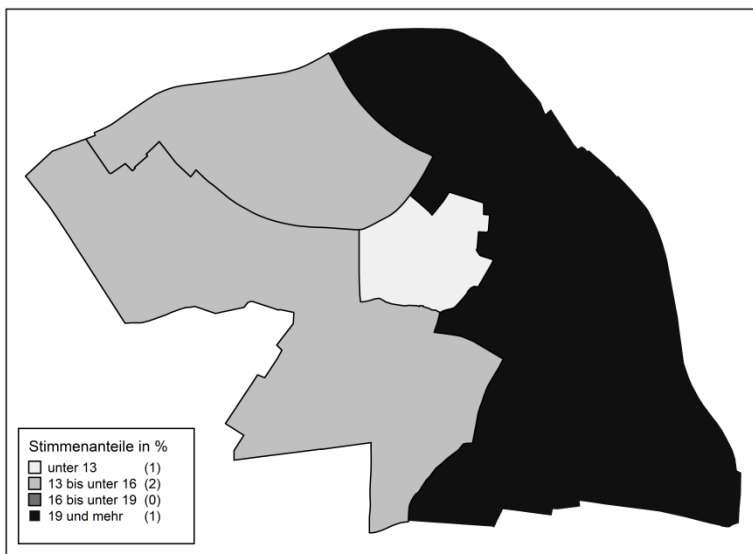 Stimmenanteile in %
unter 13 (1)
13 bis unter 16 (2)
16 bis unter 19 (0)
19 und mehr (1)